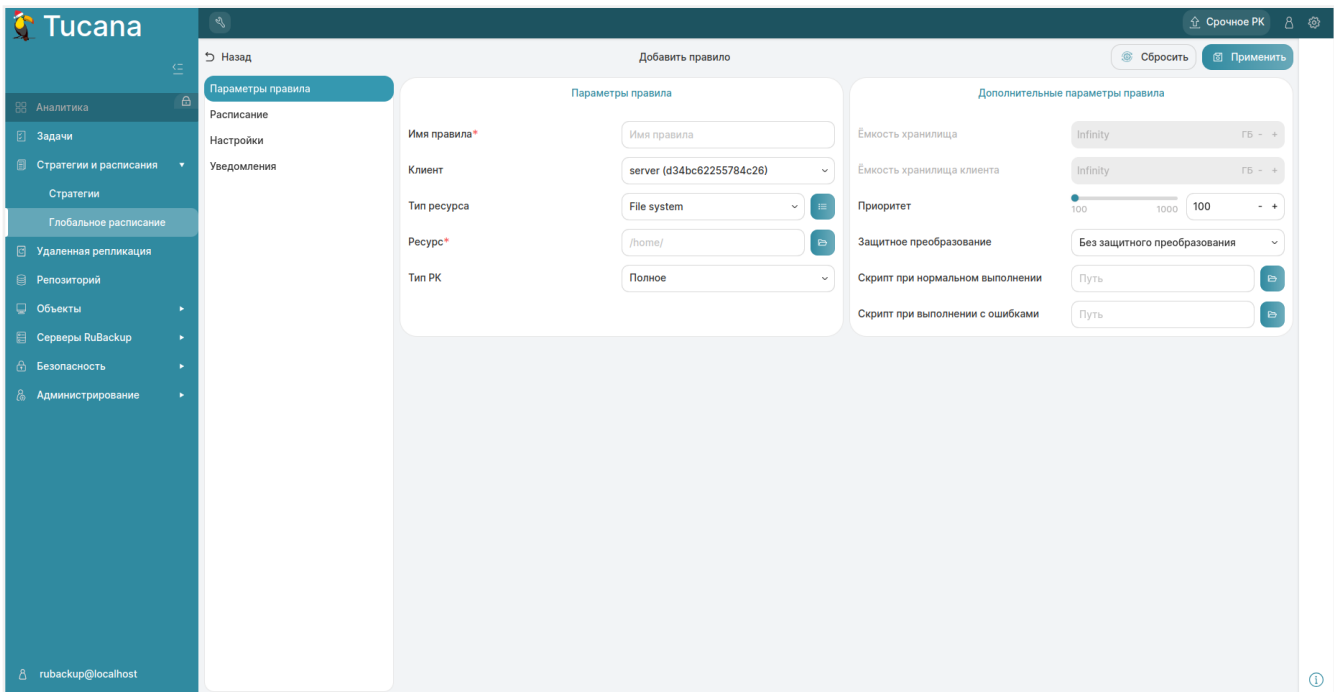 Tucana
Срочное РК
Назад
Добавить правило
Сбросить
Применить
Аналитика
Задачи
Стратегии и расписания
Стратегии
Глобальное расписание
Удаленная репликация
Репозиторий
Объекты
Серверы RuBackup
Безопасность
Администрирование
rubackup@localhost
Параметры правила
Расписание
Настройки
Уведомления
Параметры правила
Имя правила* Имя правила
Клиент server (d34bc62255784c26)
Тип ресурса File system
Ресурс* /home/
Тип РК Полное
Дополнительные параметры правила
Ёмкость хранилища Infinity ГБ - +
Ёмкость хранилища клиента Infinity ГБ - +
Приоритет 100 1000 100 - +
Защитное преобразование Без защитного преобразования
Скрипт при нормальном выполнении Путь
Скрипт при выполнении с ошибками Путь